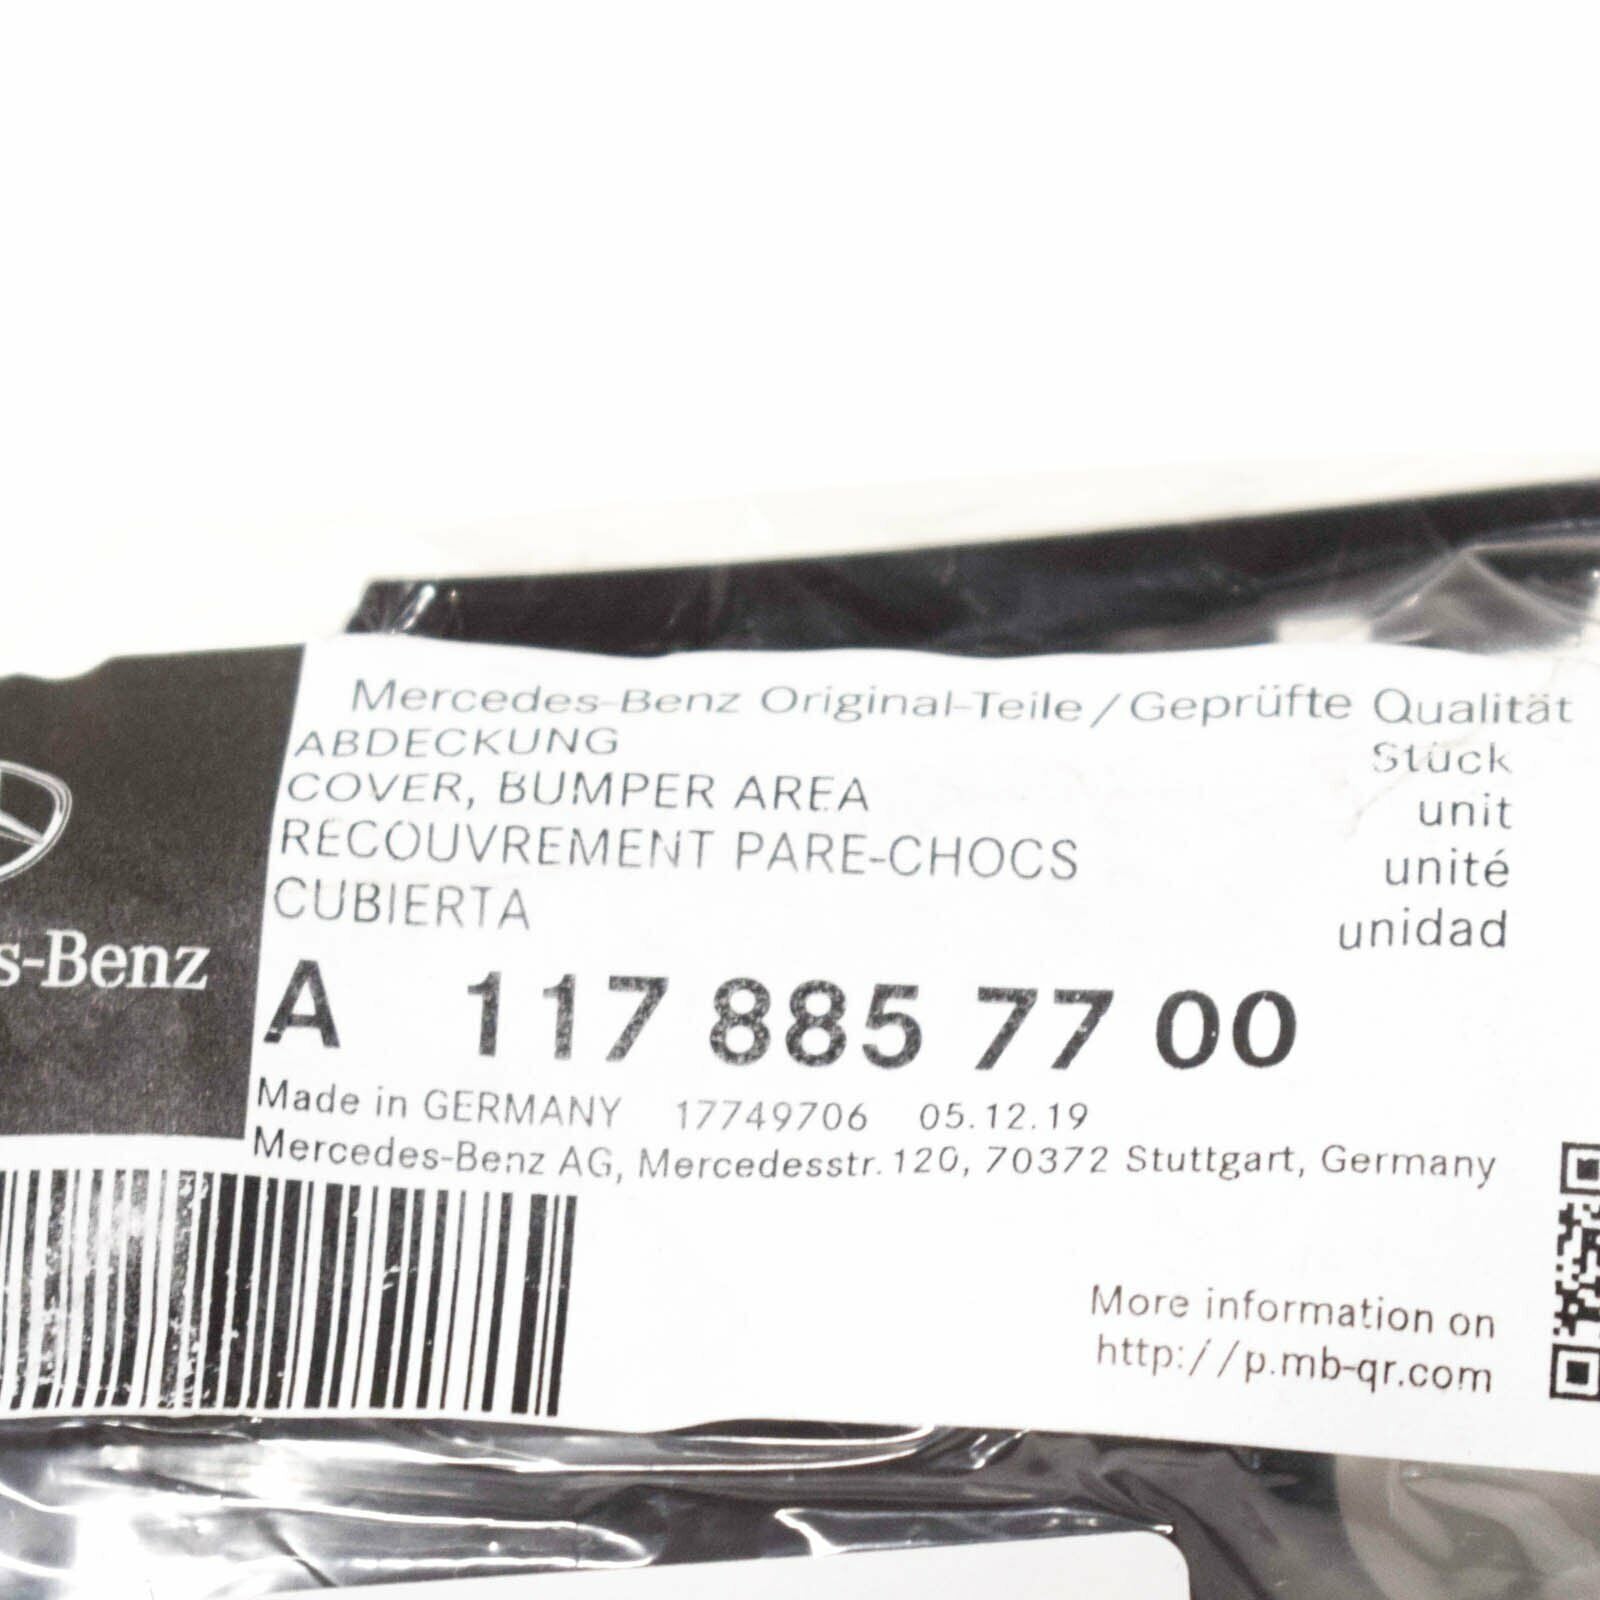 Mercedes-Benz Original-Teile/Geprüfte Qualität
ABDECKUNG Stück
COVER, BUMPER AREA unit
RECOUVREMENT PARE-CHOCS unité
CUBIERTA unidad
s-Benz
A 117 885 77 00
Made in GERMANY 17749706 05.12.19
Mercedes-Benz AG, Mercedesstr. 120, 70372 Stuttgart, Germany
More information on
http://p.mb-qr.com